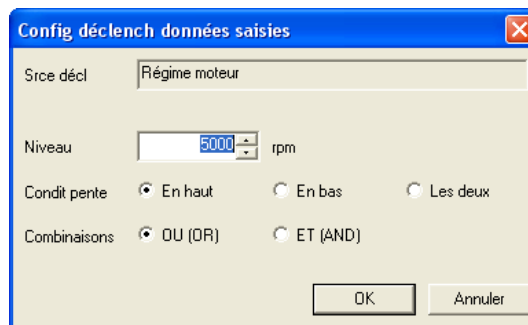 Config déclench données saisies
Srce décl Régime moteur
Niveau 5000 rpm
Condit pente En haut En bas Les deux
Combinaisons OU (OR) ET (AND)
OK Annuler